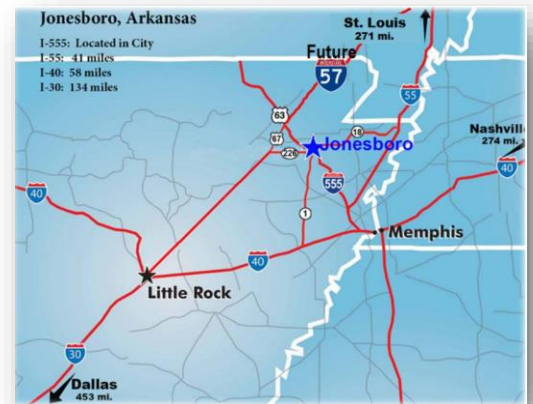 Jonesboro, Arkansas
I-555: Located in City
I-55: 41 miles
I-40: 58 miles
I-30: 134 miles
St. Louis
271 mi.
Future
57
55
63
67
18
226
Jonesboro
Nashville
274 mi.
40
40
555
1
Memphis
40
Little Rock
30
Dallas
453 mi.